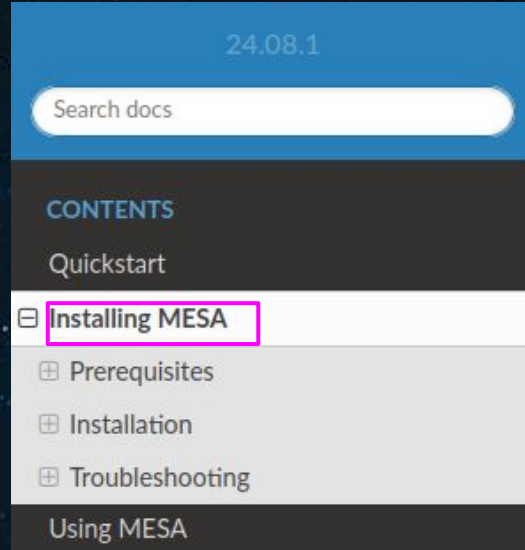 24.08.1
Search docs
CONTENTS
Quickstart
Installing MESA
Prerequisites
Installation
Troubleshooting
Using MESA